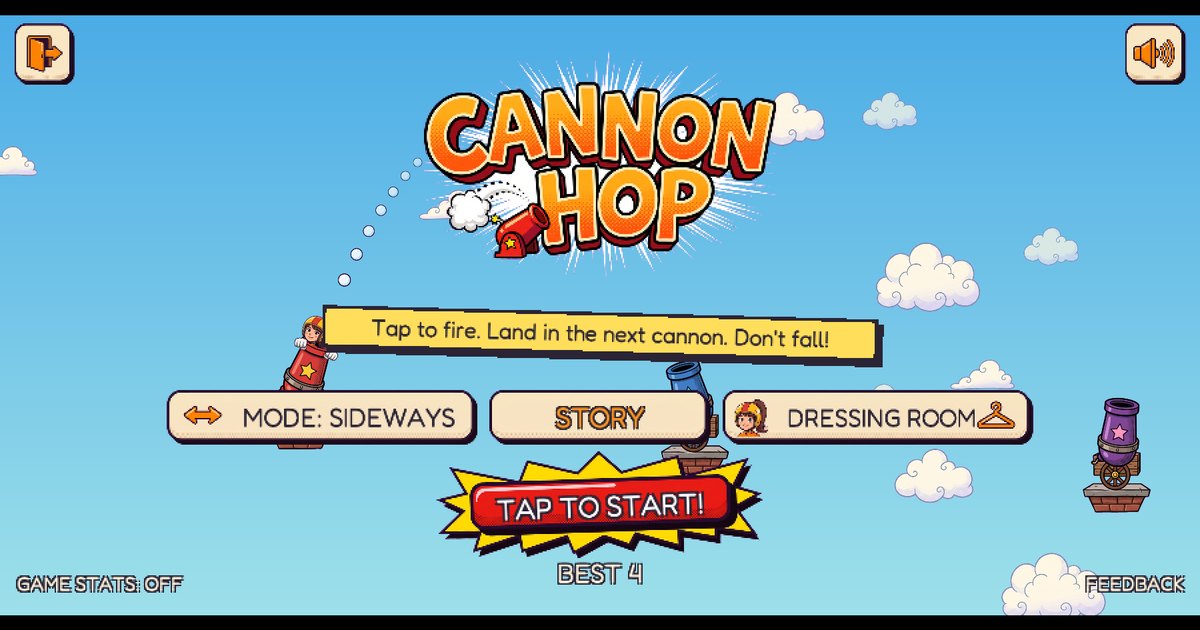 CANNON
HOP
Tap to fire. Land in the next cannon. Don't fall!
MODE: SIDEWAYS
STORY
DRESSING ROOM
TAP TO START!
BEST 4
GAME STATS: OFF
FEEDBACK